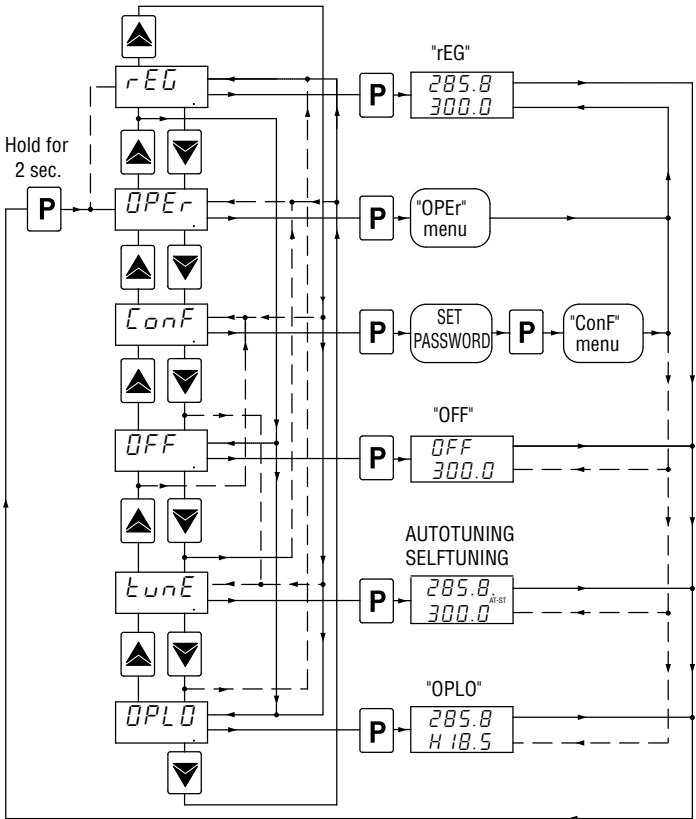 "rEG"
rEG
P
285.8
300.0
Hold for
2 sec.
P
OPEr
P
"OPEr"
menu
ConF
P
SET
PASSWORD
P
"ConF"
menu
"OFF"
OFF
P
OFF
300.0
AUTOTUNING
SELFTUNING
tunE
P
285.8.
AT-ST
300.0
"OPLO"
OPLO
P
285.8
H 18.5